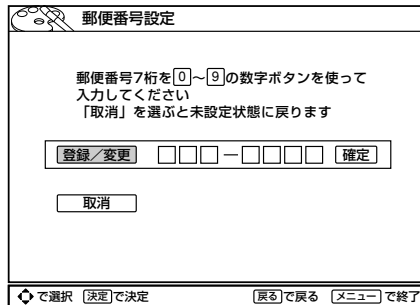 郵便番号設定
郵便番号7桁を0～9の数字ボタンを使って
入力してください
「取消」を選ぶと未設定状態に戻ります
登録／変更 □□□－□□□□ 確定
取消
で選択 決定で決定 戻るで戻る メニューで終了